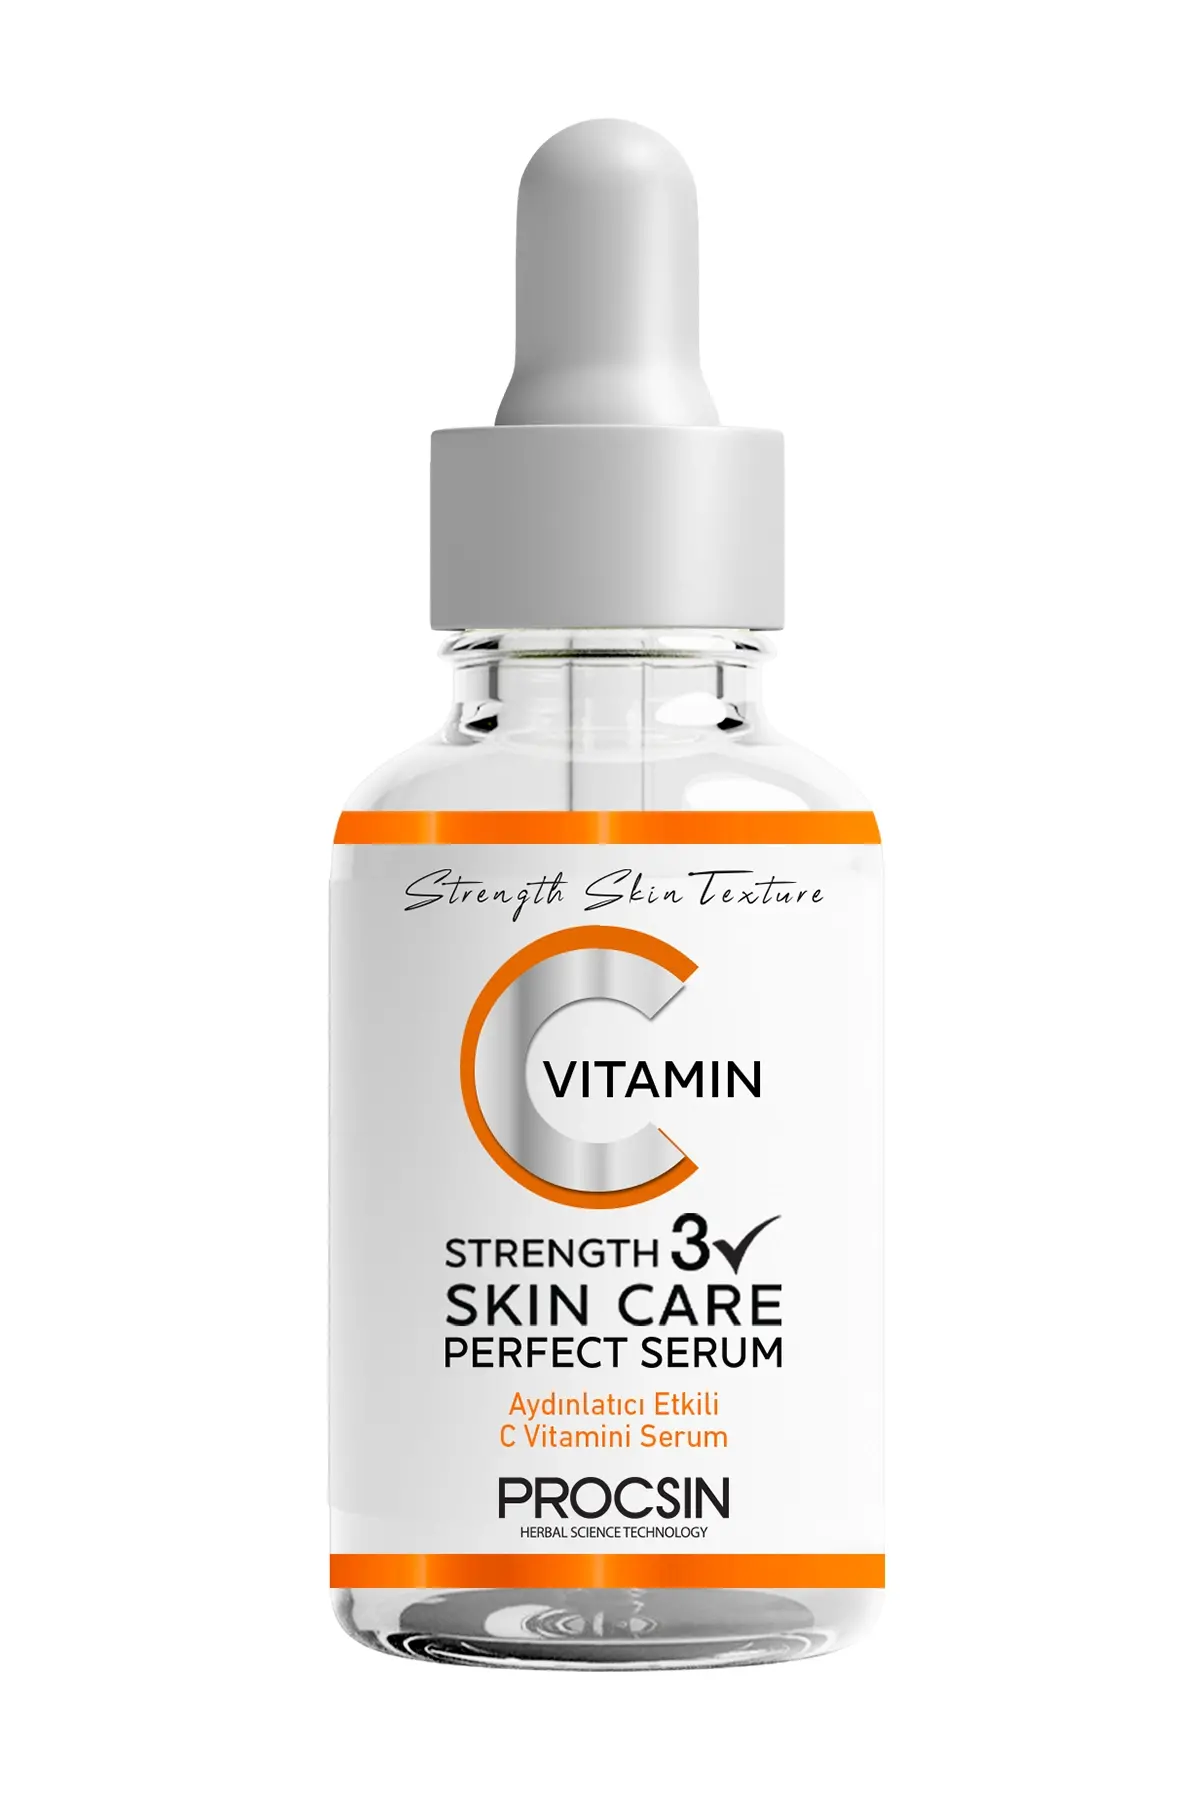 Strength Skin Texture
C VITAMIN
STRENGTH 3✓
SKIN CARE
PERFECT SERUM
Aydınlatıcı Etkili
C Vitamini Serum
PROCSIN
HERBAL SCIENCE TECHNOLOGY